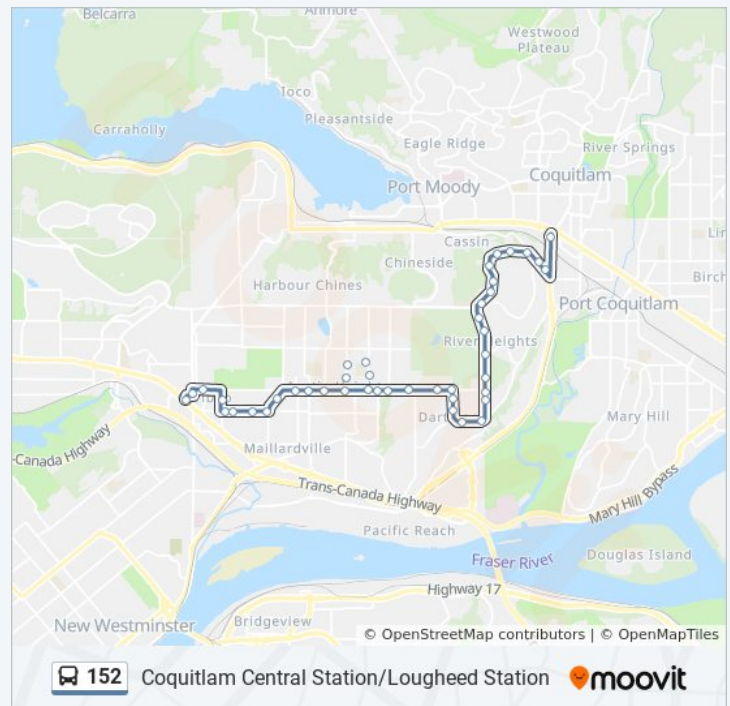 Belcarra
Anmore
Westwood
Plateau
Ioco
Pleasantside
Carraholly
Eagle Ridge
River Springs
Port Moody
Coquitlam
Cassin
Chineside
Lin
Harbour Chines
Birch
Port Coquitlam
River Heights
Dart
Mary Hill
Maillardville
-Canada Highway
Trans-Canada Highway
Mary Hill Bypass
Pacific Reach
Fraser River
Douglas Island
Highway 17
New Westminster
Bridgeview
© OpenStreetMap contributors | © OpenMapTiles
152 Coquitlam Central Station/Lougheed Station moovit